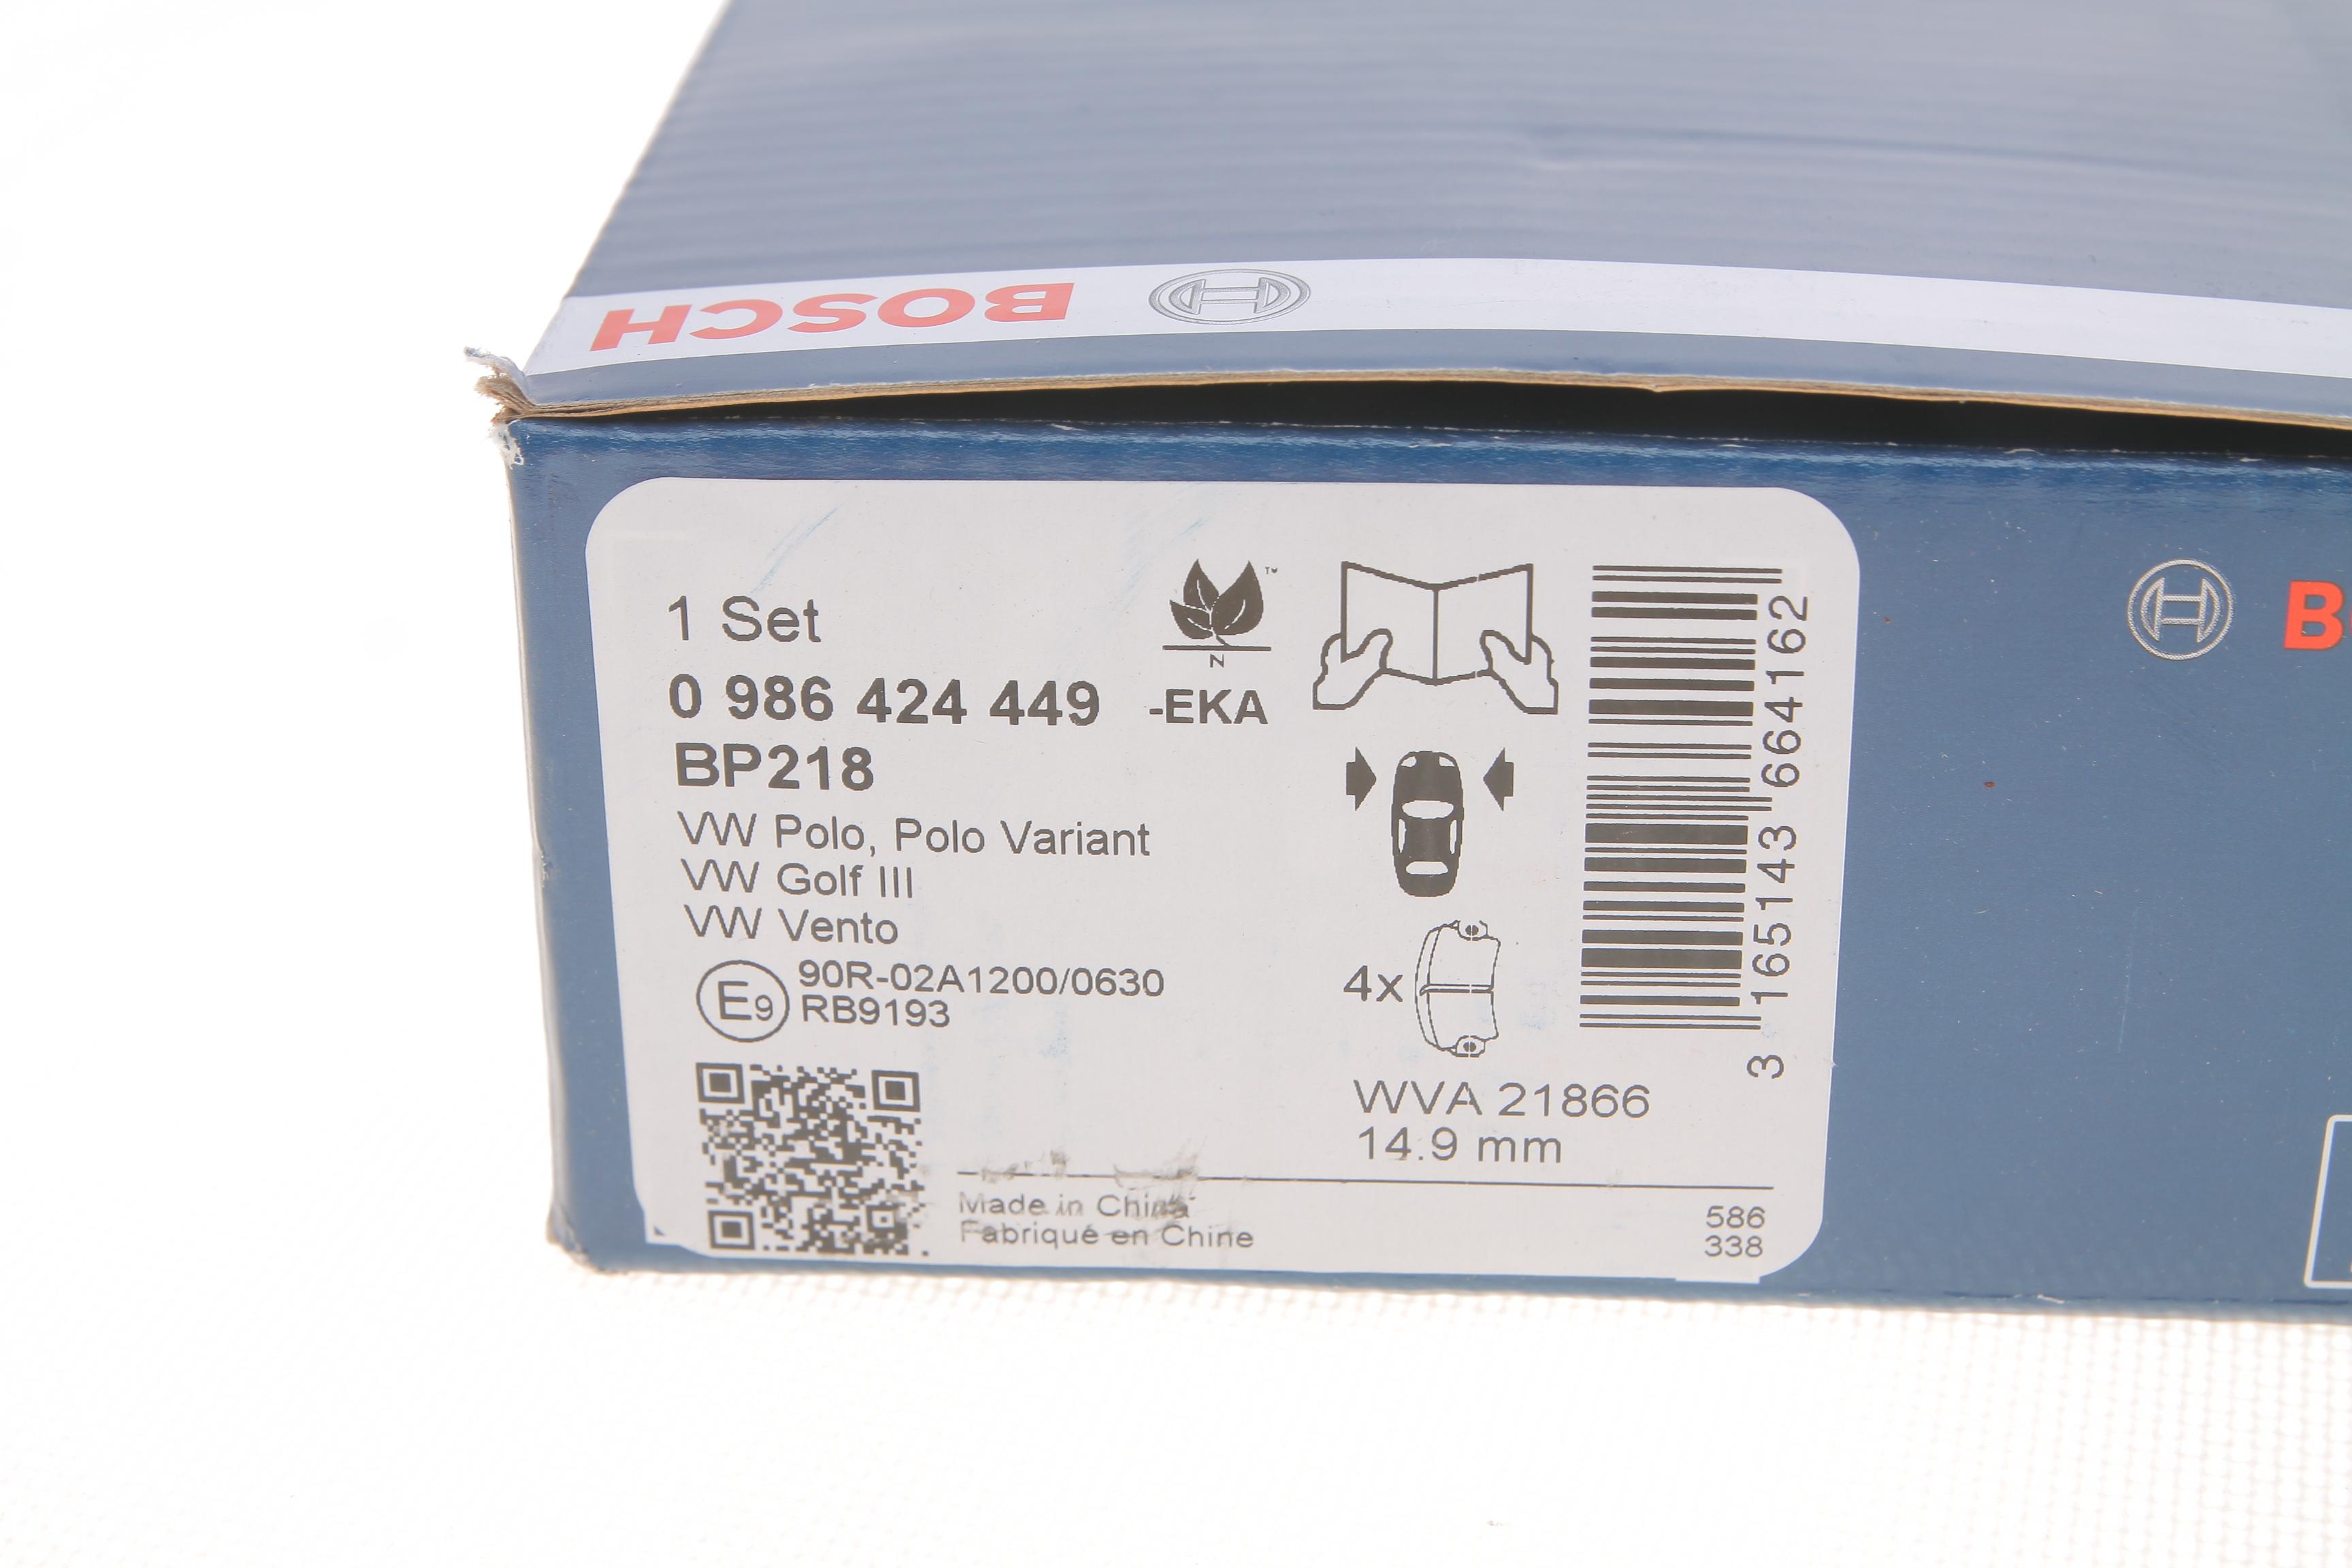 BOSCH
1 Set
0 986 424 449 -EKA
BP218
VW Polo, Polo Variant
VW Golf III
VW Vento
E9 90R-02A1200/0630
RB9193
N
TM
4x
WVA 21866
14.9 mm
3 165143 664162
Made in China
Fabriqué en Chine
586
338
B